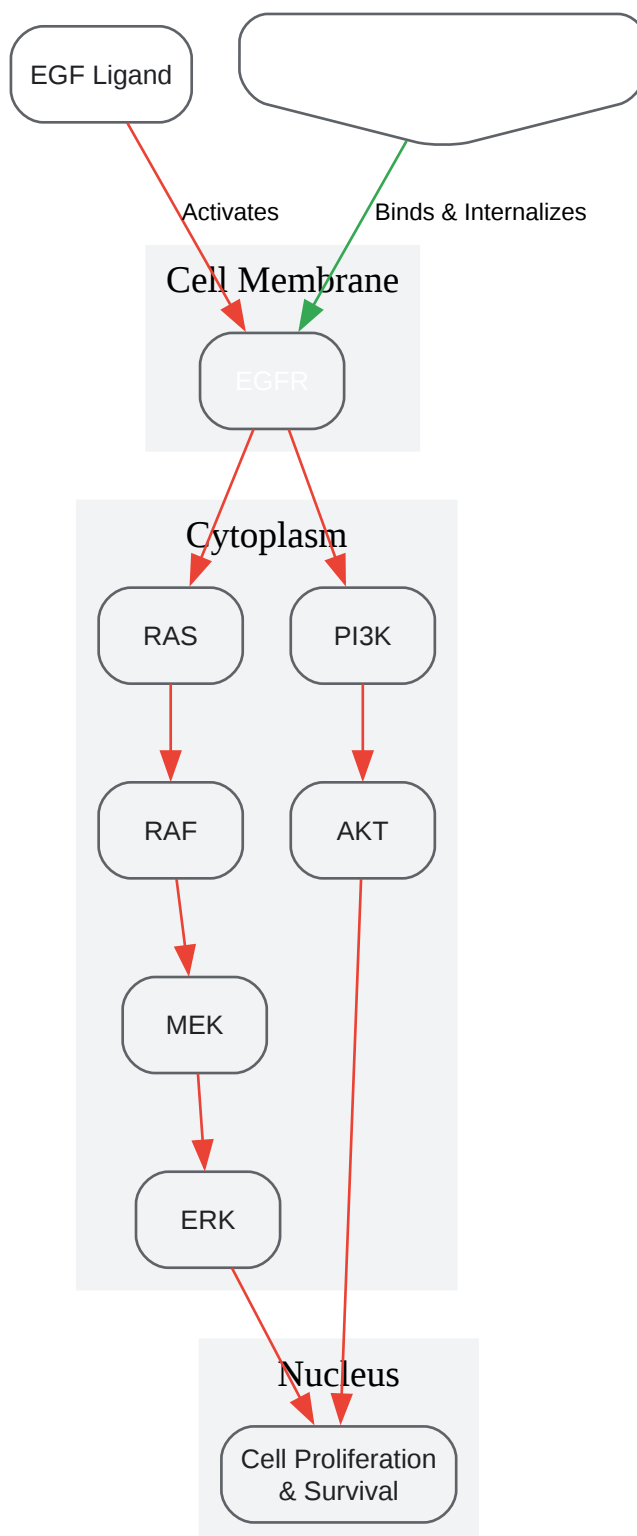 EGF Ligand
Activates
Binds & Internalizes
Cell Membrane
EGFR
Cytoplasm
RAS
PI3K
RAF
AKT
MEK
ERK
Nucleus
Cell Proliferation
& Survival